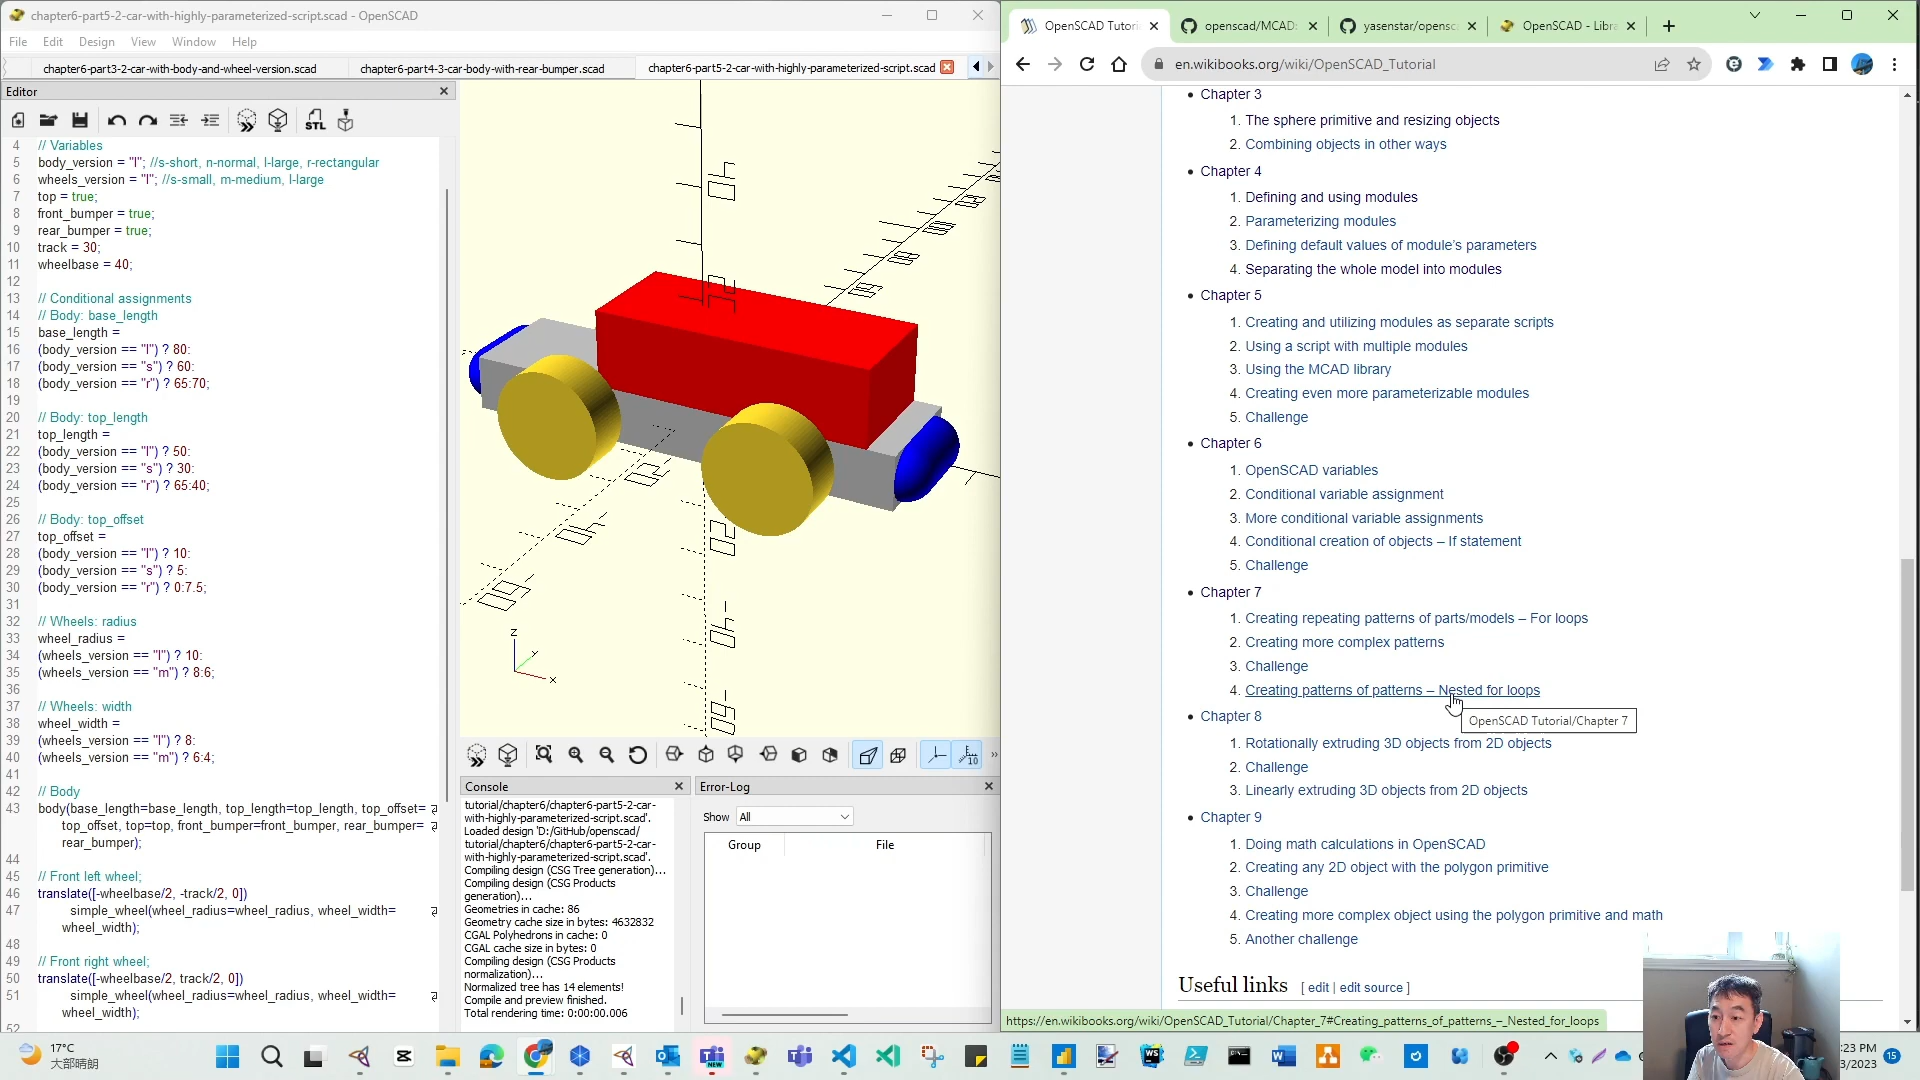 chapter6-part5-2-car-with-highly-parameterized-script.scad - OpenSCAD
File Edit Design View Window Help
chapter6-part3-2-car-with-body-and-wheel-version.scad
chapter6-part4-3-car-body-with-rear-bumper.scad
chapter6-part5-2-car-with-highly-parameterized-script.scad
Editor
STL
4 // Variables
5 body_version = "l"; //s-short, n-normal, l-large, r-rectangular
6 wheels_version = "l"; //s-small, m-medium, l-large
7 top = true;
8 front_bumper = true;
9 rear_bumper = true;
10 track = 30;
11 wheelbase = 40;
12
13 // Conditional assignments
14 // Body: base_length
15 base_length =
16 (body_version == "l") ? 80:
17 (body_version == "s") ? 60:
18 (body_version == "r") ? 65:70;
19
20 // Body: top_length
21 top_length =
22 (body_version == "l") ? 50:
23 (body_version == "s") ? 30:
24 (body_version == "r") ? 65:40;
25
26 // Body: top_offset
27 top_offset =
28 (body_version == "l") ? 10:
29 (body_version == "s") ? 5:
30 (body_version == "r") ? 0:7.5;
31
32 // Wheels: radius
33 wheel_radius =
34 (wheels_version == "l") ? 10:
35 (wheels_version == "m") ? 8:6;
36
37 // Wheels: width
38 wheel_width =
39 (wheels_version == "l") ? 8:
40 (wheels_version == "m") ? 6:4;
41
42 // Body
43 body(base_length=base_length, top_length=top_length, top_offset=
top_offset, top=top, front_bumper=front_bumper, rear_bumper=
rear_bumper);
44
45 // Front left wheel;
46 translate([-wheelbase/2, -track/2, 0])
47 simple_wheel(wheel_radius=wheel_radius, wheel_width=
wheel_width);
48
49 // Front right wheel;
50 translate([-wheelbase/2, track/2, 0])
51 simple_wheel(wheel_radius=wheel_radius, wheel_width=
wheel_width);
52
z
y
x
10
Console
tutorial/chapter6/chapter6-part5-2-car-
with-highly-parameterized-script.scad'.
Loaded design 'D:/GitHub/openscad/
tutorial/chapter6/chapter6-part5-2-car-
with-highly-parameterized-script.scad'.
Compiling design (CSG Tree generation)...
Compiling design (CSG Products
generation)...
Geometries in cache: 86
Geometry cache size in bytes: 4632832
CGAL Polyhedrons in cache: 0
CGAL cache size in bytes: 0
Compiling design (CSG Products
normalization)...
Normalized tree has 14 elements!
Compile and preview finished.
Total rendering time: 0:00:00.006
Error-Log
Show All
Group File
OpenSCAD Tutori
openscad/MCAD:
yasenstar/opensc
OpenSCAD - Libra
en.wikibooks.org/wiki/OpenSCAD_Tutorial
• Chapter 3
1. The sphere primitive and resizing objects
2. Combining objects in other ways
• Chapter 4
1. Defining and using modules
2. Parameterizing modules
3. Defining default values of module's parameters
4. Separating the whole model into modules
• Chapter 5
1. Creating and utilizing modules as separate scripts
2. Using a script with multiple modules
3. Using the MCAD library
4. Creating even more parameterizable modules
5. Challenge
• Chapter 6
1. OpenSCAD variables
2. Conditional variable assignment
3. More conditional variable assignments
4. Conditional creation of objects – If statement
5. Challenge
• Chapter 7
1. Creating repeating patterns of parts/models – For loops
2. Creating more complex patterns
3. Challenge
4. Creating patterns of patterns – Nested for loops
OpenSCAD Tutorial/Chapter 7
• Chapter 8
1. Rotationally extruding 3D objects from 2D objects
2. Challenge
3. Linearly extruding 3D objects from 2D objects
• Chapter 9
1. Doing math calculations in OpenSCAD
2. Creating any 2D object with the polygon primitive
3. Challenge
4. Creating more complex object using the polygon primitive and math
5. Another challenge
Useful links [ edit | edit source ]
https://en.wikibooks.org/wiki/OpenSCAD_Tutorial/Chapter_7#Creating_patterns_of_patterns_–_Nested_for_loops
17°C
大部晴朗
NEW
WS
:23 PM
3/2023
15